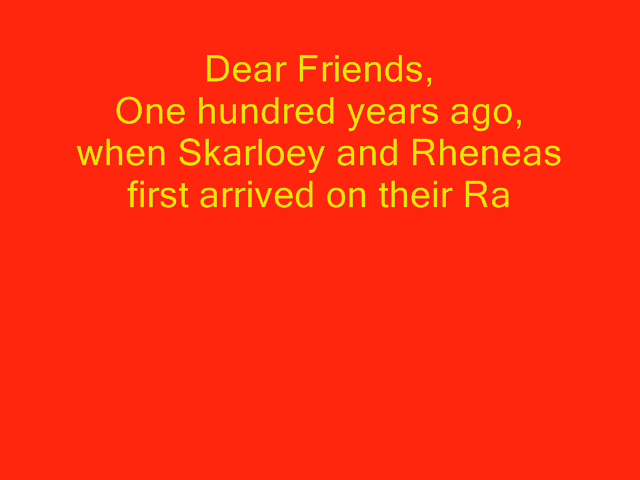 Dear Friends,
One hundred years ago,
when Skarloey and Rheneas
first arrived on their Ra